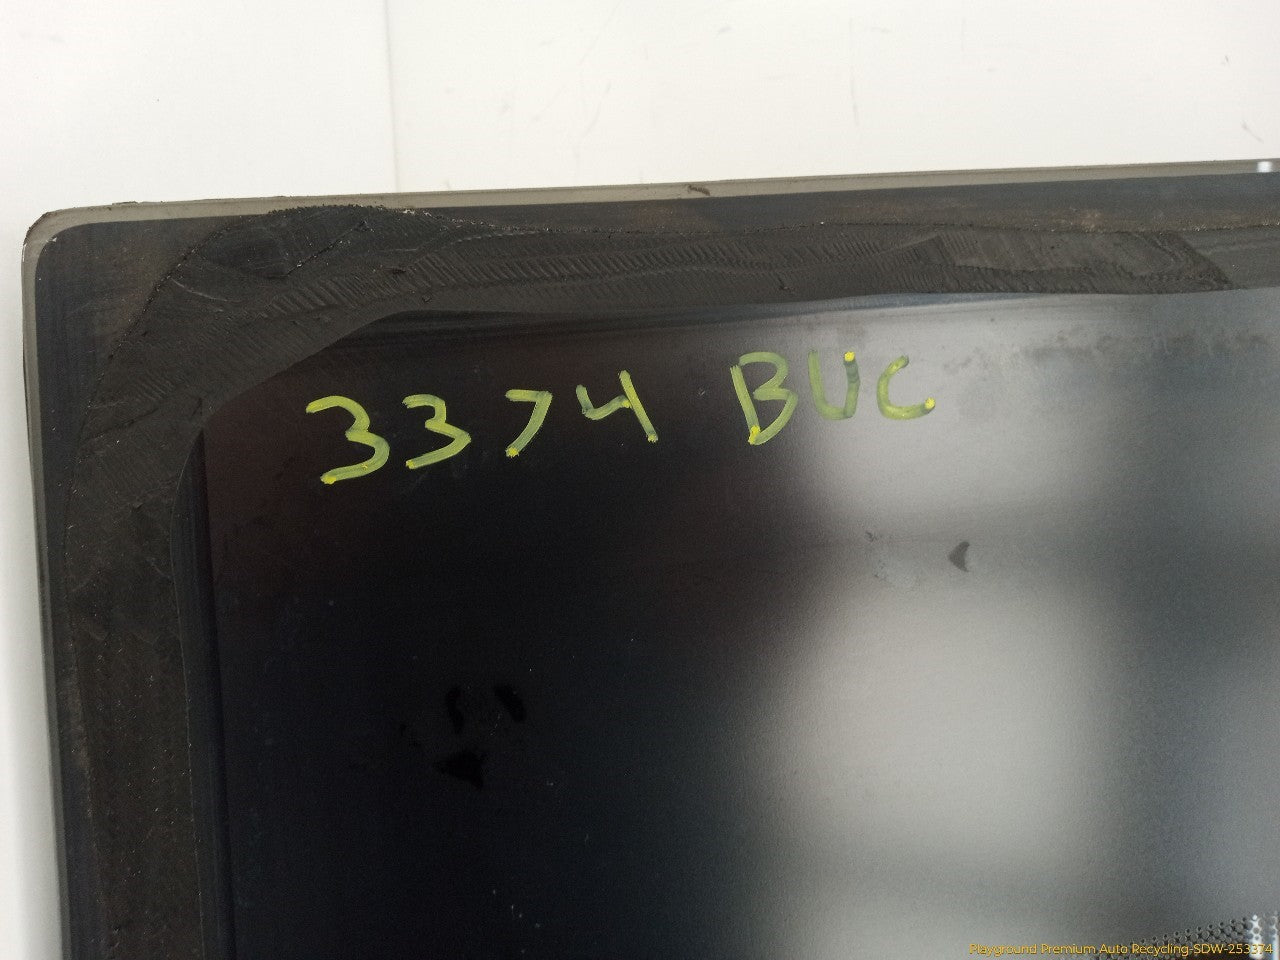 3374 BUC
Playground Premium Auto Recycling-SDW-253374